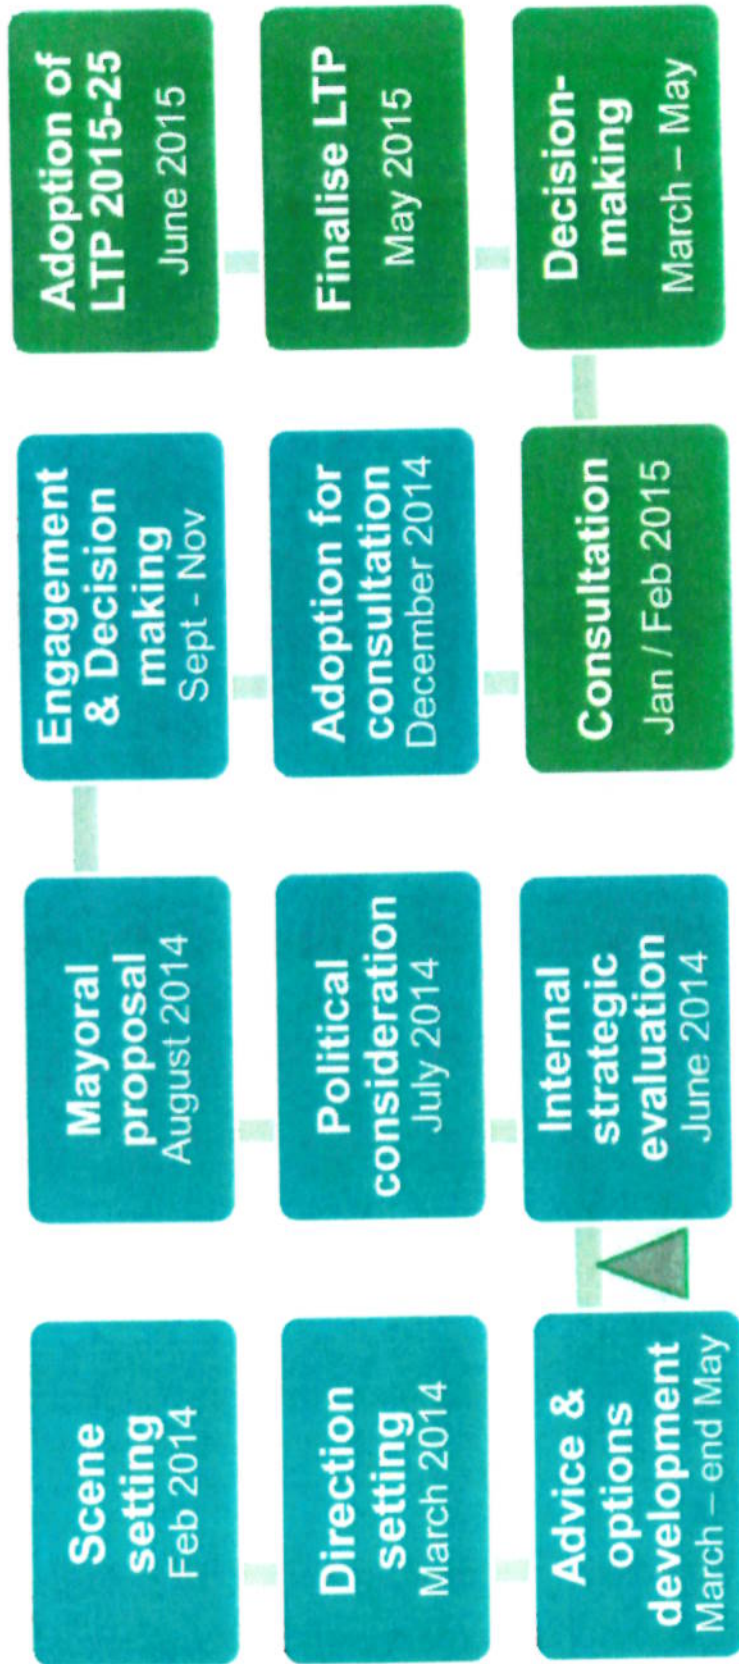 Scene
setting
Feb 2014
Direction
setting
March 2014
Advice &
options
development
March – end May
Internal
strategic
evaluation
June 2014
Political
consideration
July 2014
Mayoral
proposal
August 2014
Engagement
& Decision
making
Sept - Nov
Adoption for
consultation
December 2014
Consultation
Jan / Feb 2015
Decision-
making
March – May
Finalise LTP
May 2015
Adoption of
LTP 2015-25
June 2015